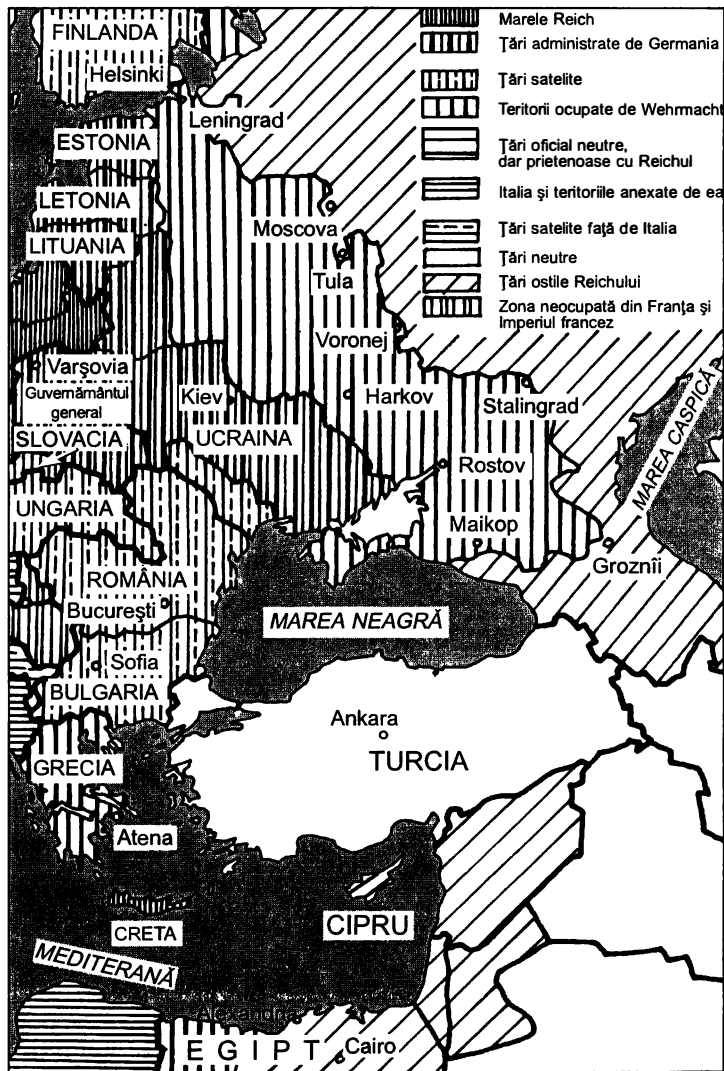 Marele Reich
Țări administrate de Germania
Țări satelite
Teritorii ocupate de Wehrmacht
Țări oficial neutre,
dar prietenoase cu Reichul
Italia și teritoriile anexate de ea
Țări satelite față de Italia
Țări neutre
Țări ostile Reichului
Zona neocupată din Franța și
Imperiul francez
FINLANDA
Helsinki
Leningrad
ESTONIA
LETONIA
LITUANIA
Moscova
Tula
Voronej
Varşovia
Guvernământul
general
Kiev
Harkov
Stalingrad
SLOVACIA
UCRAINA
MAREA CASPICĂ
Rostov
UNGARIA
Maikop
Groznîi
ROMÂNIA
Bucureşti
MAREA NEAGRĂ
Sofia
BULGARIA
Ankara
TURCIA
GRECIA
Atena
CIPRU
CRETA
MEDITERANĂ
Alexandria
EGIPT
Cairo